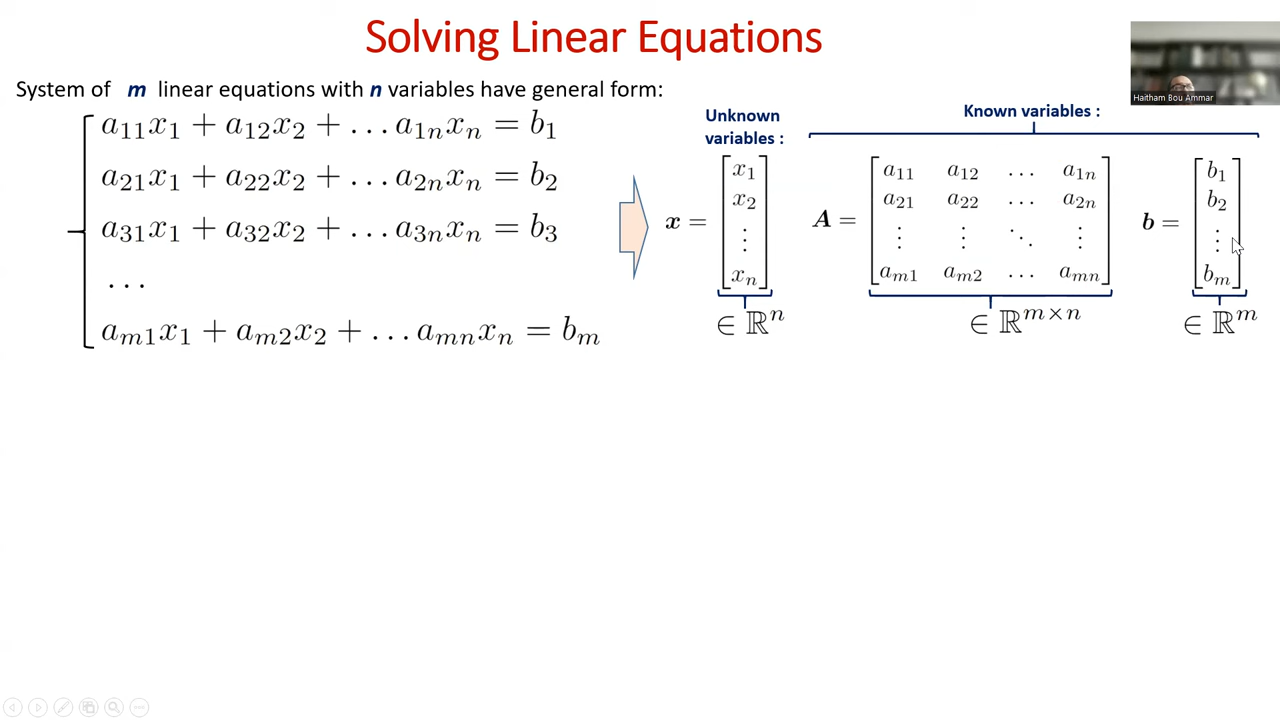 Solving Linear Equations
Haitham Bou Ammar
System of m linear equations with n variables have general form:
a₁₁x₁ + a₁₂x₂ + … a₁ₙxₙ = b₁
a₂₁x₁ + a₂₂x₂ + … a₂ₙxₙ = b₂
a₃₁x₁ + a₃₂x₂ + … a₃ₙxₙ = b₃
…
aₘ₁x₁ + aₘ₂x₂ + … aₘₙxₙ = bₘ
Unknown
variables :
x = [x₁ x₂ ⋮ xₙ]
∈ ℝⁿ
Known variables :
A = [a₁₁ a₁₂ … a₁ₙ
a₂₁ a₂₂ … a₂ₙ
⋮ ⋮ ⋱ ⋮
aₘ₁ aₘ₂ … aₘₙ]
∈ ℝᵐˣⁿ
b = [b₁ b₂ ⋮ bₘ]
∈ ℝᵐ